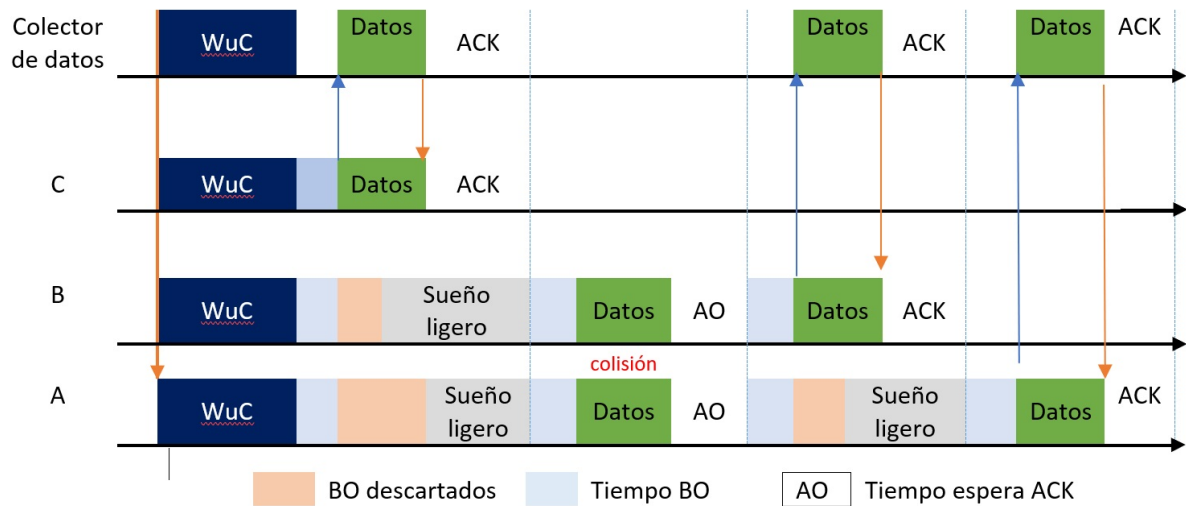 Colector
de datos
WuC
Datos
ACK
Datos
ACK
Datos
ACK
C
WuC
Datos
ACK
B
WuC
Sueño
ligero
Datos
AO
Datos
ACK
colisión
A
WuC
Sueño
ligero
Datos
AO
Sueño
ligero
Datos
ACK
BO descartados
Tiempo BO
AO
Tiempo espera ACK